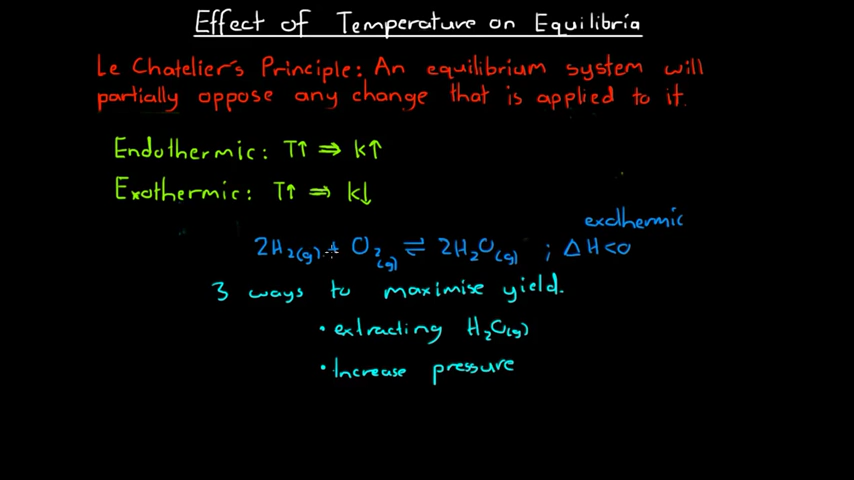 Effect of Temperature on Equilibria
Le Chatelier's Principle: An equilibrium system will
partially oppose any change that is applied to it.
Endothermic: T↑ ⇒ K↑
Exothermic: T↑ ⇒ K↓
exothermic
2H₂(g) + O₂(g) ⇌ 2H₂O(g) ; ΔH<0
3 ways to maximise yield.
• extracting H₂O(g)
• Increase pressure